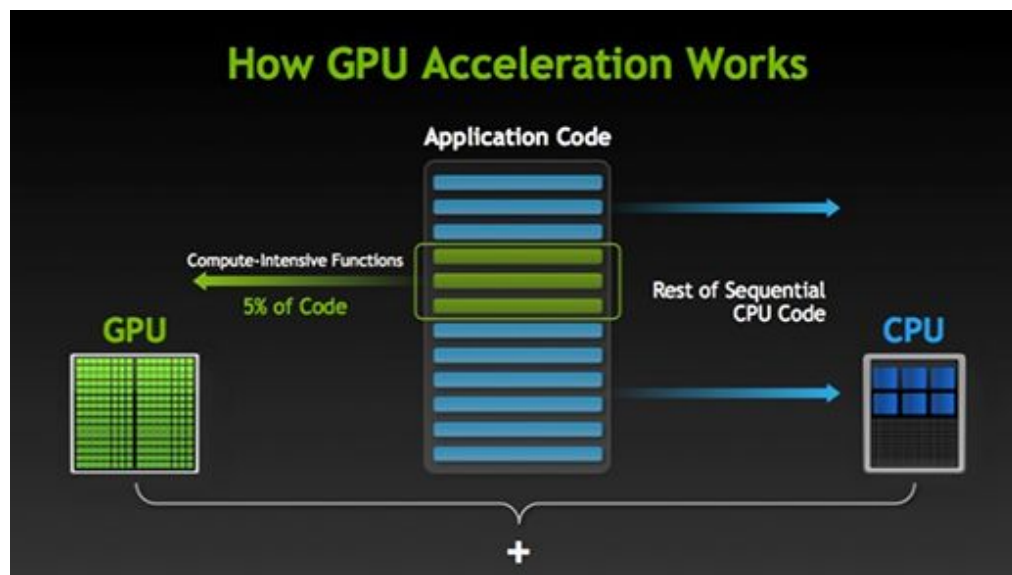 How GPU Acceleration Works
Application Code
Compute-Intensive Functions
5% of Code
Rest of Sequential
CPU Code
GPU
CPU
+